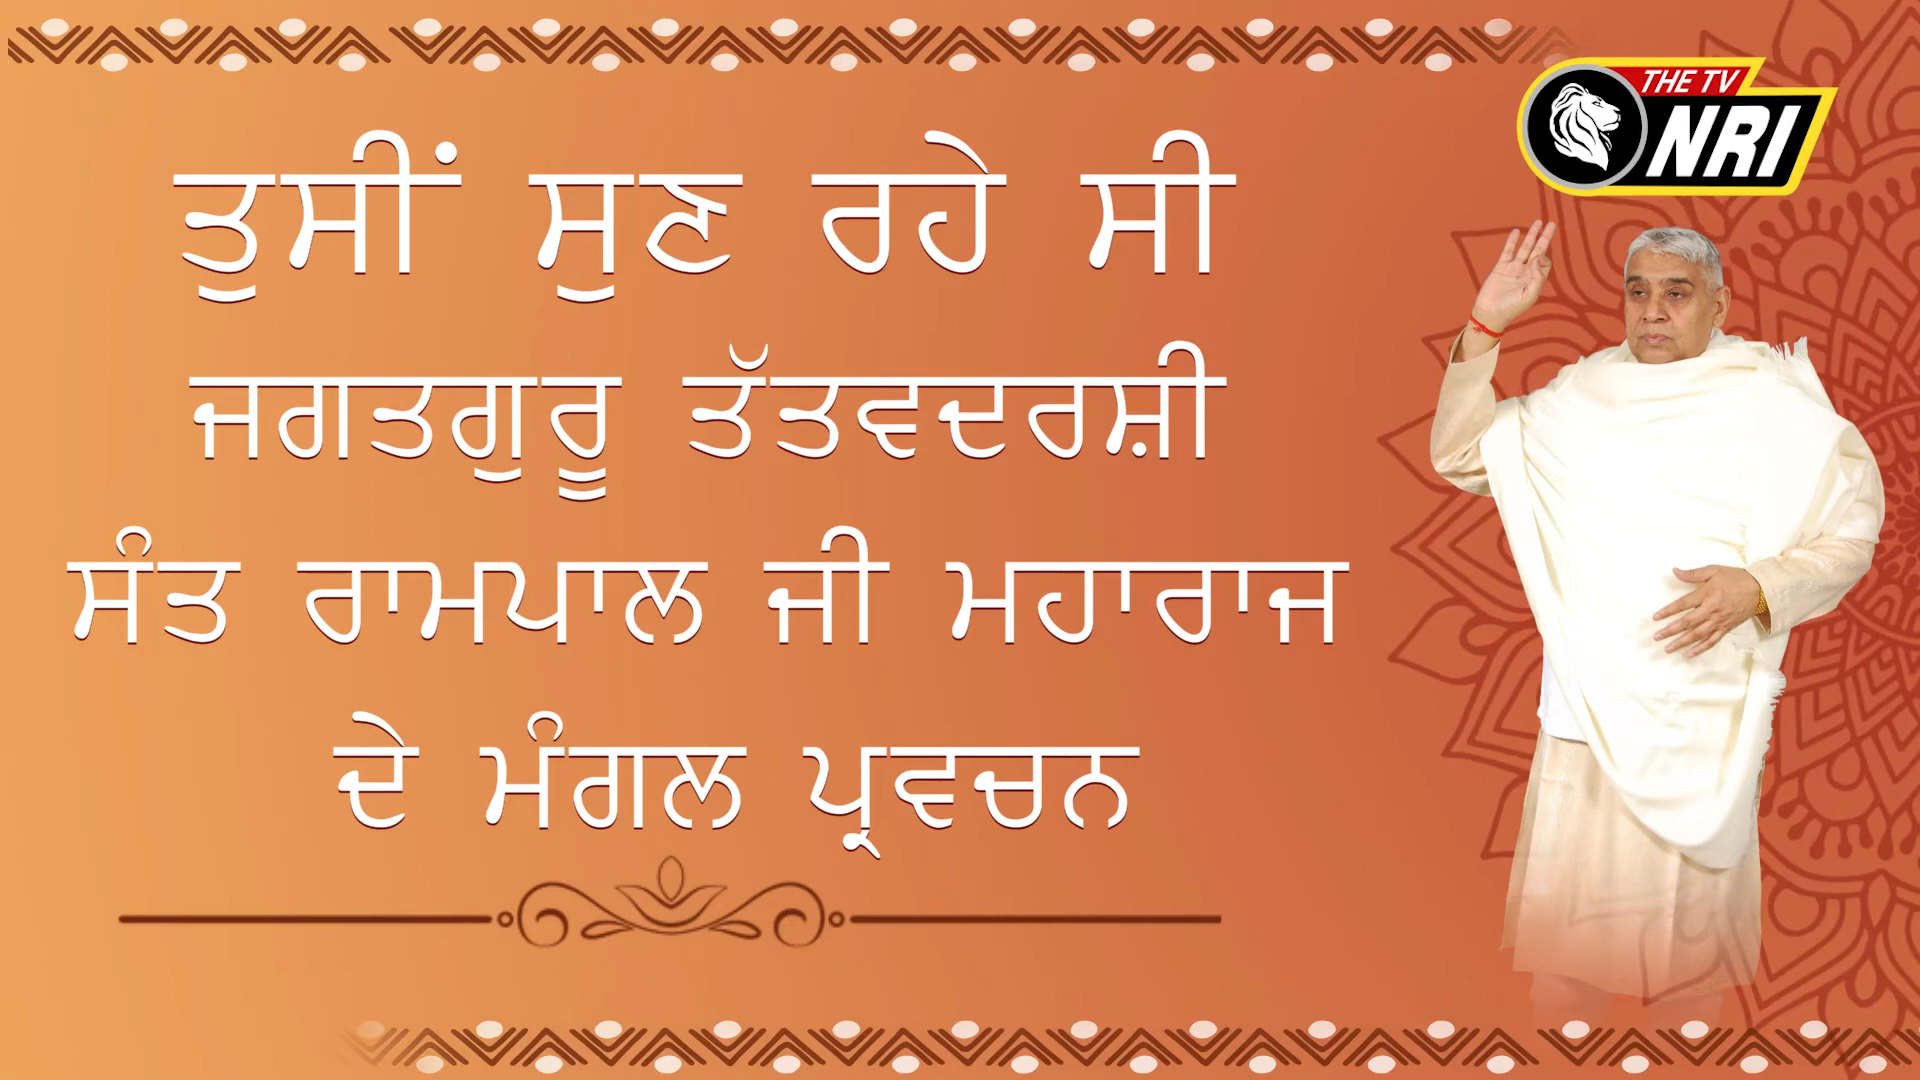 THE TV
NRI
ਤੁਸੀਂ ਸੁਣ ਰਹੇ ਸੀ
ਜਗਤਗੁਰੂ ਤੱਤਵਦਰਸ਼ੀ
ਸੰਤ ਰਾਮਪਾਲ ਜੀ ਮਹਾਰਾਜ
ਦੇ ਮੰਗਲ ਪ੍ਰਵਚਨ